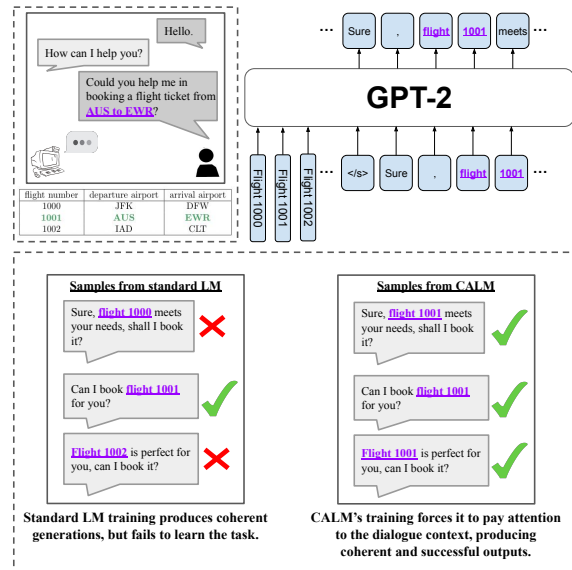 Hello.
How can I help you?
Could you help me in
booking a flight ticket from
AUS to EWR?
flight number departure airport arrival airport
1000 JFK DFW
1001 AUS EWR
1002 IAD CLT
... Sure , flight 1001 meets ...
GPT-2
Flight 1000
Flight 1001
Flight 1002
... </s> Sure , flight 1001 ...
Samples from standard LM
Sure, flight 1000 meets
your needs, shall I book
it?
Can I book flight 1001
for you?
Flight 1002 is perfect for
you, can I book it?
Standard LM training produces coherent
generations, but fails to learn the task.
Samples from CALM
Sure, flight 1001 meets
your needs, shall I book
it?
Can I book flight 1001
for you?
Flight 1001 is perfect for
you, can I book it?
CALM's training forces it to pay attention
to the dialogue context, producing
coherent and successful outputs.